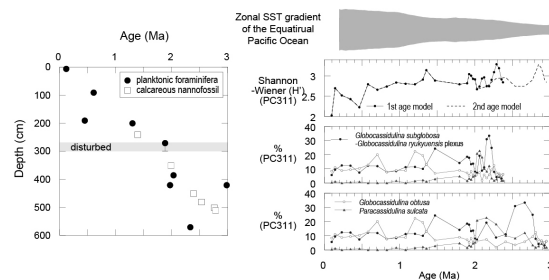 Age (Ma)
0 1 2 3
0
100
200
300
400
500
600
Depth (cm)
planktonic foraminifera
calcareous nannofossil
disturbed
Zonal SST gradient
of the Equatirual
Pacific Ocean
Shannon
-Wiener (H')
(PC311)
3
2.5
2
1st age model
2nd age model
%
(PC311)
40
30
20
10
0
Globocassidulina subglobosa
-Globocassidulina ryukyuensis plexus
%
(PC311)
40
30
20
10
0
Globocassidulina obtusa
Paracassidulina sulcata
0 1 2 3
Age (Ma)